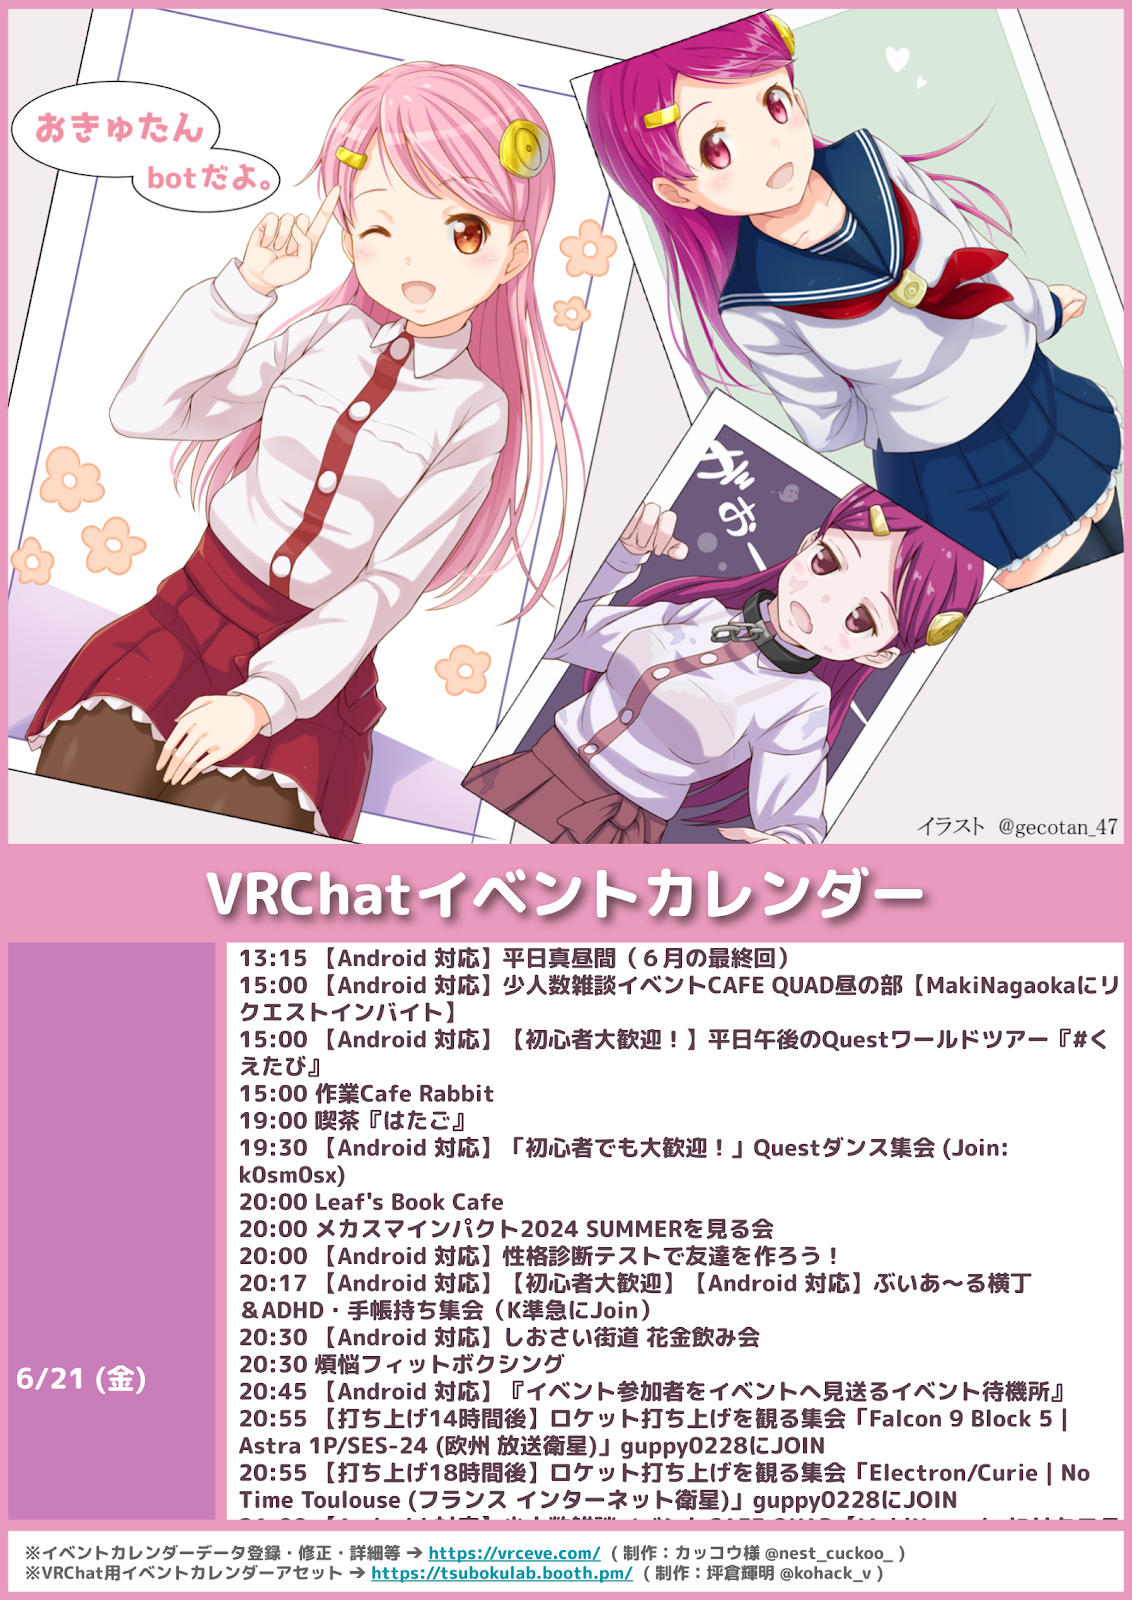 おきゅたん
botだよ。
がおー
イラスト @gecotan_47
VRChatイベントカレンダー
6/21 (金)
13:15 【Android 対応】平日真昼間（６月の最終回）
15:00 【Android 対応】少人数雑談イベントCAFE QUAD昼の部【MakiNagaokaにリ
クエストインバイト】
15:00 【Android 対応】【初心者大歓迎！】平日午後のQuestワールドツアー『#く
えたび』
15:00 作業Cafe Rabbit
19:00 喫茶『はたご』
19:30 【Android 対応】「初心者でも大歓迎！」Questダンス集会 (Join:
k0sm0sx)
20:00 Leaf's Book Cafe
20:00 メカスマインパクト2024 SUMMERを見る会
20:00 【Android 対応】性格診断テストで友達を作ろう！
20:17 【Android 対応】【初心者大歓迎】【Android 対応】ぶいあ～る横丁
＆ADHD・手帳持ち集会（K準急にJoin）
20:30 【Android 対応】しおさい街道 花金飲み会
20:30 煩悩フィットボクシング
20:45 【Android 対応】『イベント参加者をイベントへ見送るイベント待機所』
20:55 【打ち上げ14時間後】ロケット打ち上げを観る集会「Falcon 9 Block 5 |
Astra 1P/SES-24 (欧州 放送衛星)」guppy0228にJOIN
20:55 【打ち上げ18時間後】ロケット打ち上げを観る集会「Electron/Curie | No
Time Toulouse (フランス インターネット衛星)」guppy0228にJOIN
※イベントカレンダーデータ登録・修正・詳細等 → https://vrceve.com/ ( 制作：カッコウ様 @nest_cuckoo_ )
※VRChat用イベントカレンダーアセット → https://tsubokulab.booth.pm/ ( 制作：坪倉輝明 @kohack_v )